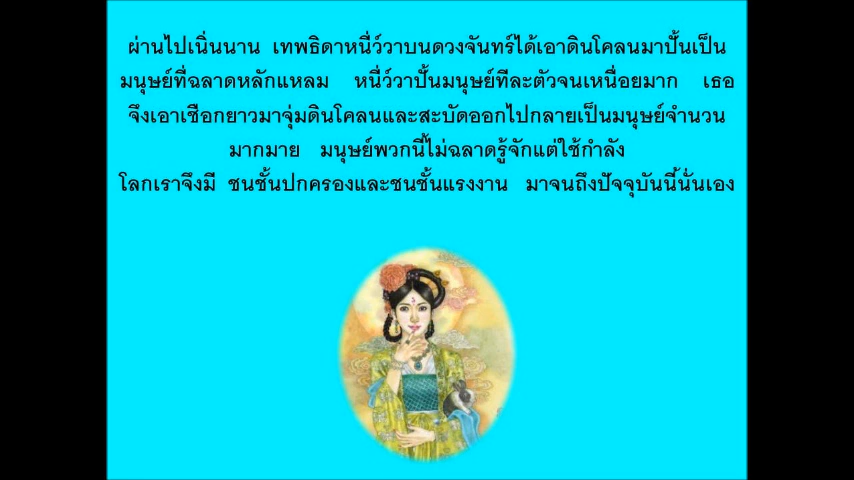 ผ่านไปเนิ่นนาน เทพธิดาหนี่ว์วาบนดวงจันทร์ได้เอาดินโคลนมาปั้นเป็น
มนุษย์ที่ฉลาดหลักแหลม หนี่ว์วาปั้นมนุษย์ทีละตัวจนเหนื่อยมาก เธอ
จึงเอาเชือกยาวมาจุ่มดินโคลนและสะบัดออกไปกลายเป็นมนุษย์จำนวน
มากมาย มนุษย์พวกนี้ไม่ฉลาดรู้จักแต่ใช้กำลัง
โลกเราจึงมี ชนชั้นปกครองและชนชั้นแรงงาน มาจนถึงปัจจุบันนี้นั่นเอง